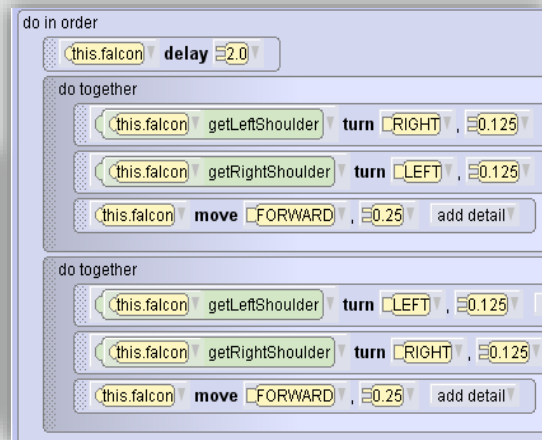 do in order
this.falcon delay 2.0
do together
this.falcon getLeftShoulder turn RIGHT , 0.125
this.falcon getRightShoulder turn LEFT , 0.125
this.falcon move FORWARD , 0.25 add detail
do together
this.falcon getLeftShoulder turn LEFT , 0.125
this.falcon getRightShoulder turn RIGHT , 0.125
this.falcon move FORWARD , 0.25 add detail